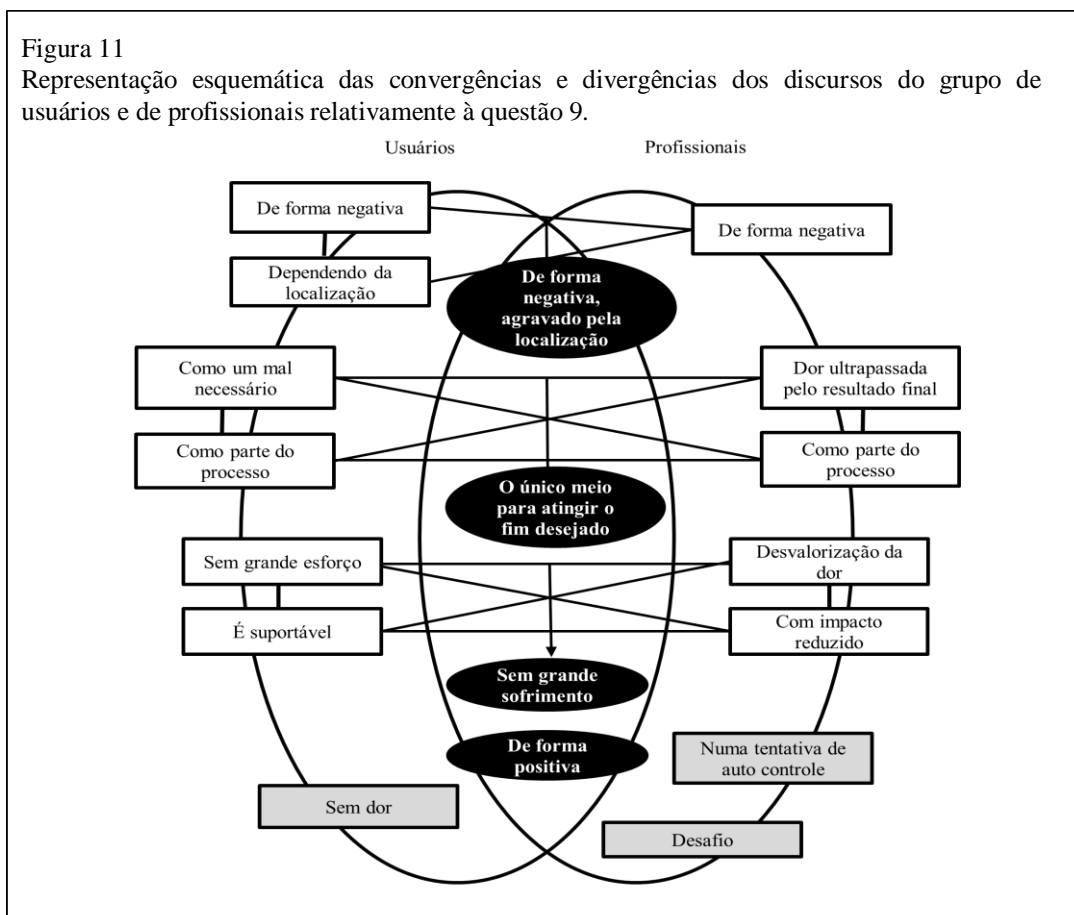 Figura 11
Representação esquemática das convergências e divergências dos discursos do grupo de
usuários e de profissionais relativamente à questão 9.
Usuários
Profissionais
De forma negativa
De forma negativa
Dependendo da
localização
De forma
negativa,
agravado pela
localização
Como um mal
necessário
Dor ultrapassada
pelo resultado final
Como parte do
processo
Como parte do
processo
O único meio
para atingir o
fim desejado
Sem grande esforço
Desvalorização da
dor
É suportável
Com impacto
reduzido
Sem grande
sofrimento
De forma
positiva
Numa tentativa de
auto controle
Sem dor
Desafio